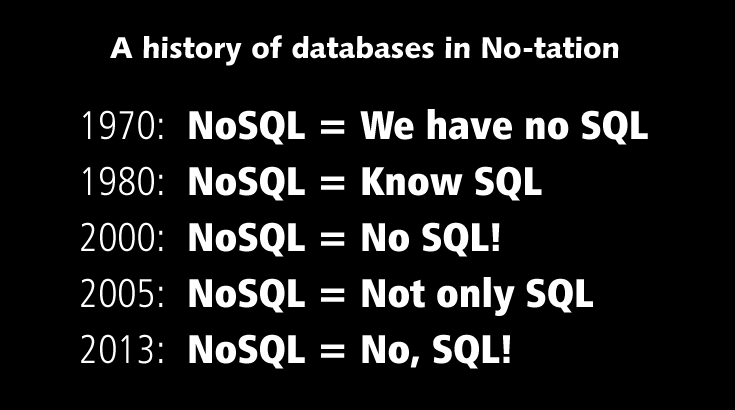 A history of databases in No-tation
1970: NoSQL = We have no SQL
1980: NoSQL = Know SQL
2000: NoSQL = No SQL!
2005: NoSQL = Not only SQL
2013: NoSQL = No, SQL!